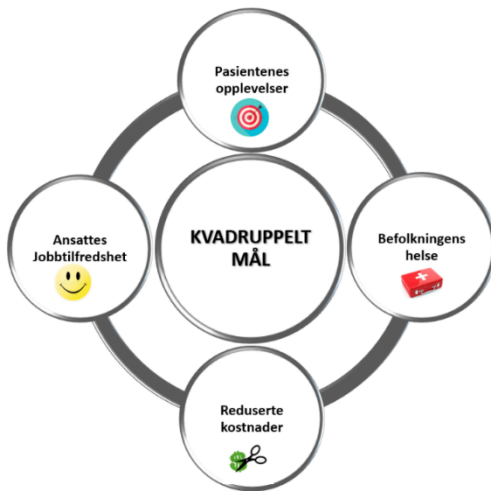 Pasientenes
opplevelser
Ansattes
Jobbtilfredshet
KVADRUPPELT
MÅL
Befolkningens
helse
Reduserte
kostnader